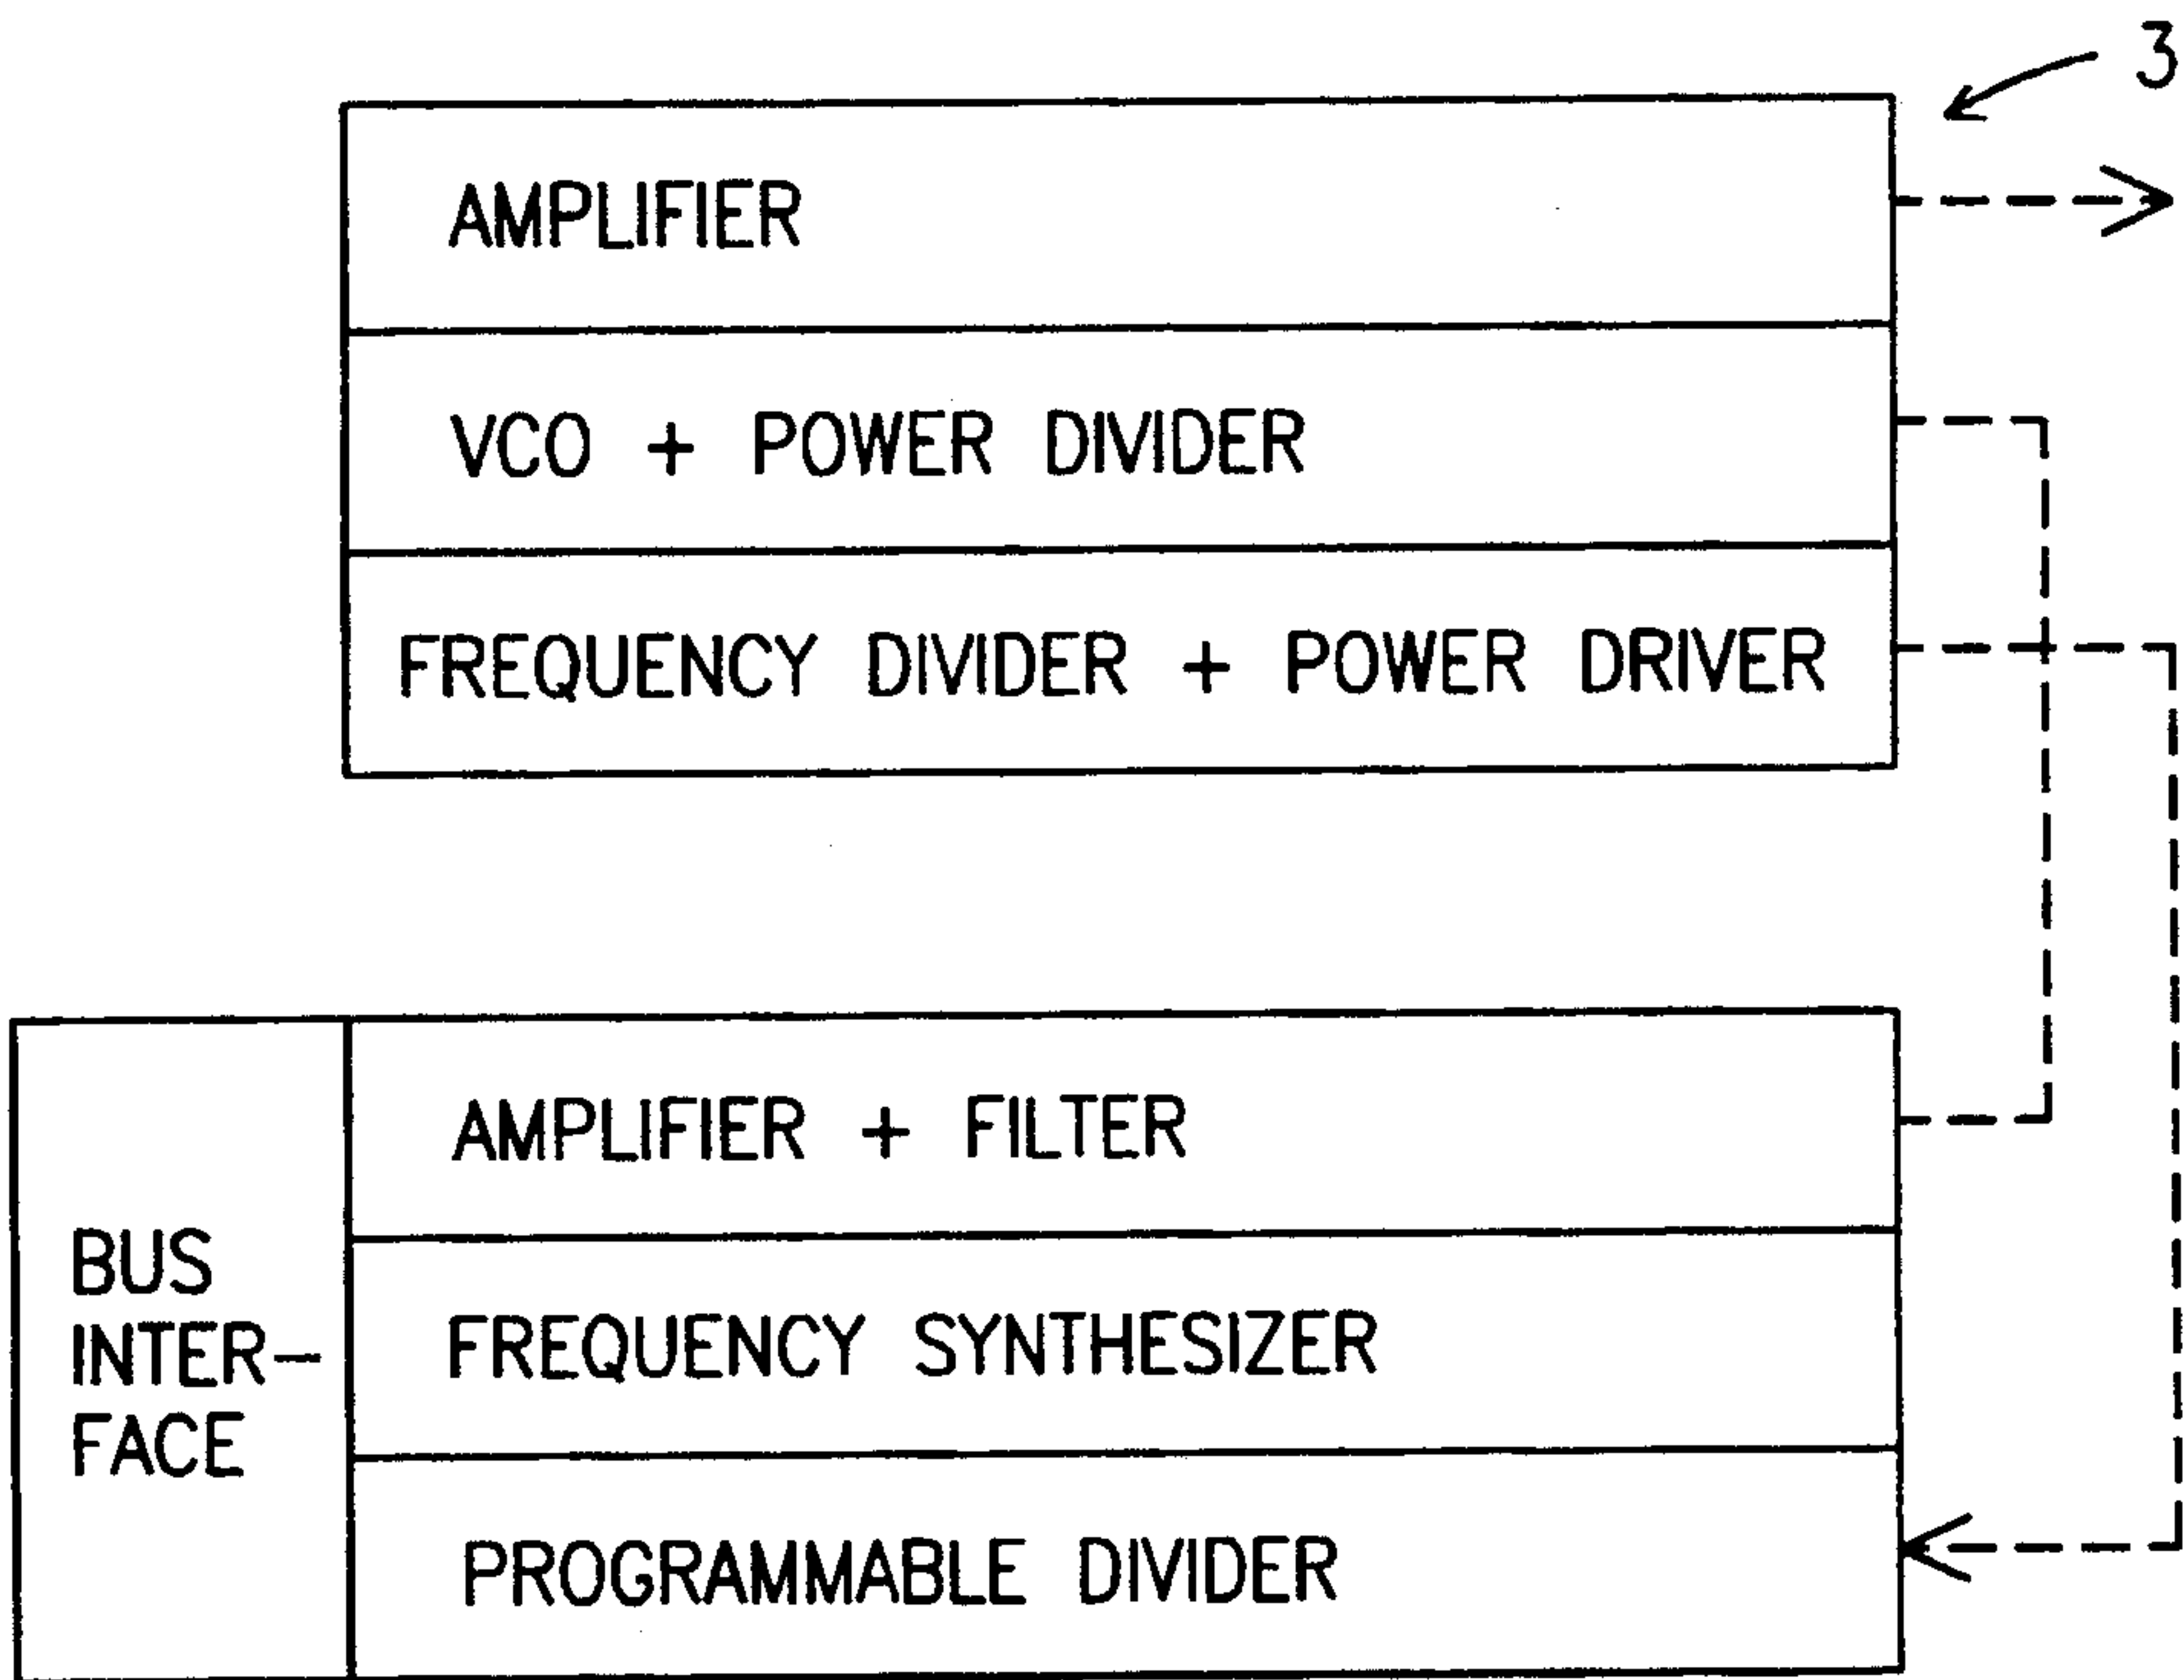 3
AMPLIFIER
VCO + POWER DIVIDER
FREQUENCY DIVIDER + POWER DRIVER
AMPLIFIER + FILTER
BUS
INTER-
FACE
FREQUENCY SYNTHESIZER
PROGRAMMABLE DIVIDER